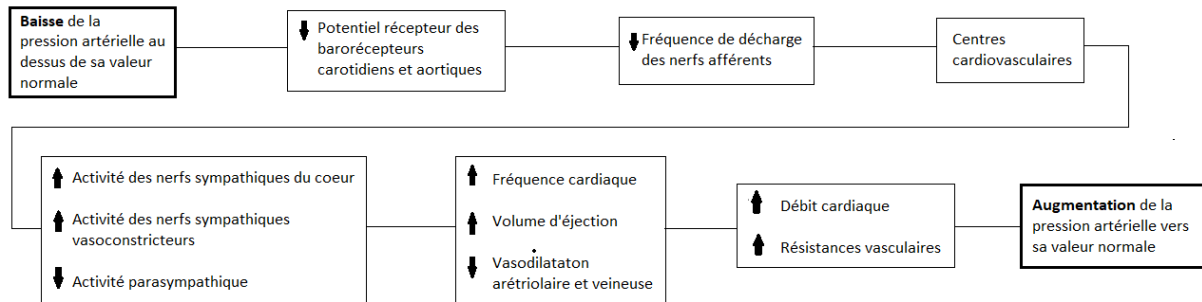 Baisse de la
pression artérielle au
dessus de sa valeur
normale
Potentiel récepteur des
barorécepteurs
carotidiens et aortiques
Fréquence de décharge
des nerfs afférents
Centres
cardiovasculaires
Activité des nerfs sympathiques du coeur
Activité des nerfs sympathiques
vasoconstricteurs
Activité parasympathique
Fréquence cardiaque
Volume d'éjection
Vasodilataton
arétriolaire et veineuse
Débit cardiaque
Résistances vasculaires
Augmentation de la
pression artérielle vers
sa valeur normale